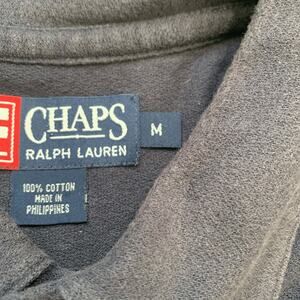 CHAPS
RALPH LAUREN
M
100% COTTON
MADE IN
PHILIPPINES